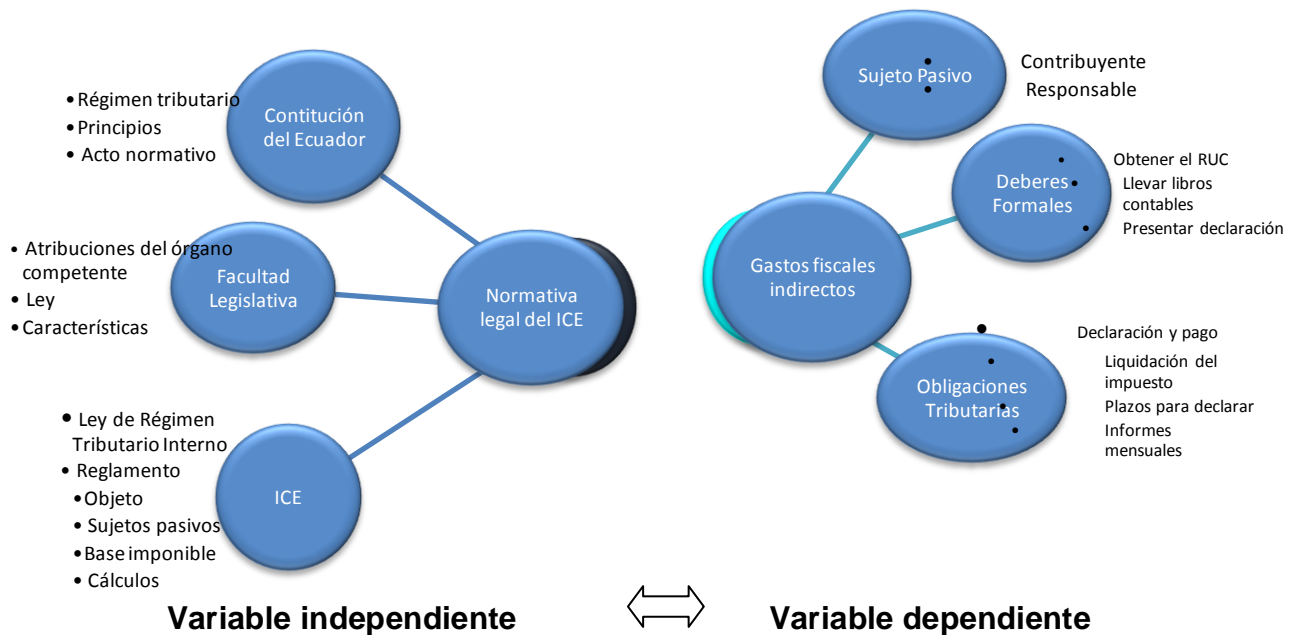 • Régimen tributario
• Principios
• Acto normativo
Contitución
del Ecuador
• Atribuciones del órgano
competente
• Ley
• Características
Facultad
Legislativa
Normativa
legal del ICE
• Ley de Régimen
Tributario Interno
• Reglamento
• Objeto
• Sujetos pasivos
• Base imponible
• Cálculos
ICE
Variable independiente
Sujeto Pasivo
Contribuyente
Responsable
Deberes
Formales
Obtener el RUC
Llevar libros
contables
Presentar declaración
Gastos fiscales
indirectos
Obligaciones
Tributarias
Declaración y pago
Liquidación del
impuesto
Plazos para declarar
Informes
mensuales
Variable dependiente